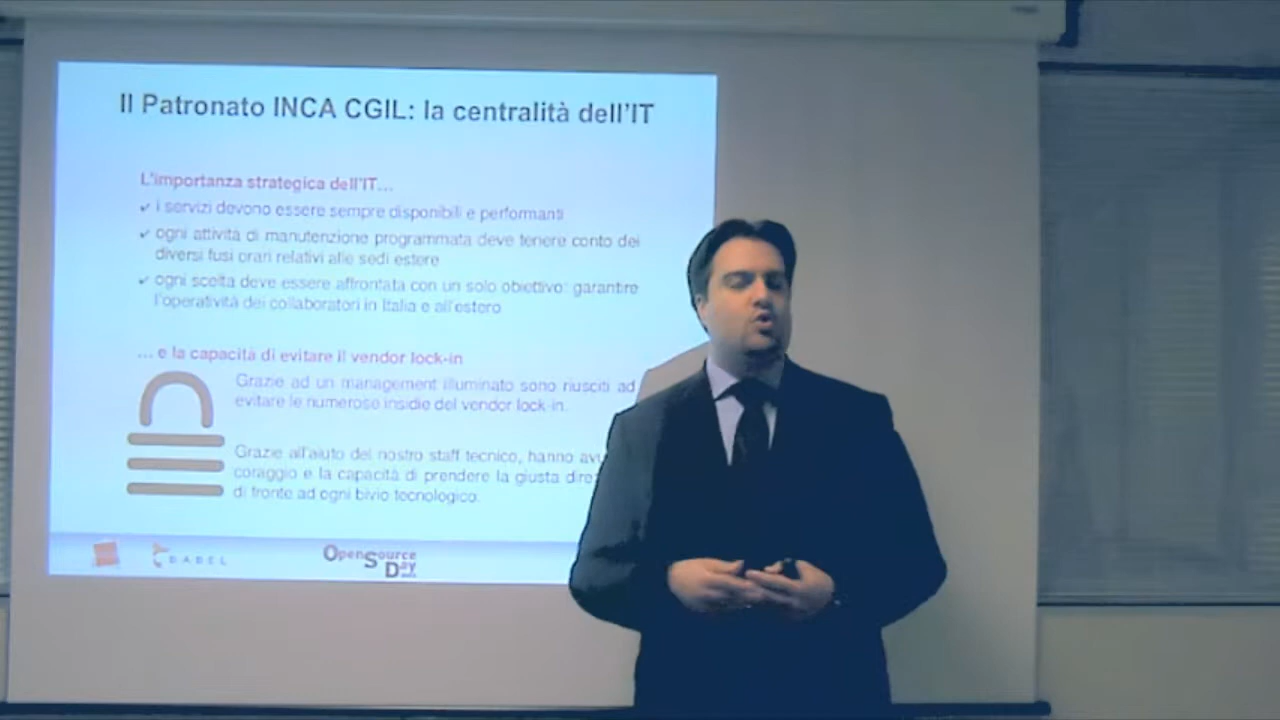 Il Patronato INCA CGIL: la centralità dell'IT
L'importanza strategica dell'IT...
i servizi devono essere sempre disponibili e performanti
ogni attività di manutenzione programmata deve tenere conto dei
diversi fusi orari relativi alle sedi estere
ogni scelta deve essere affrontata con un solo obiettivo: garantire
l'operatività dei collaboratori in Italia e all'estero
... e la capacità di evitare il vendor lock-in
Grazie ad un management illuminato sono riusciti ad
evitare le numerose insidie del vendor lock-in.
Grazie all'aiuto del nostro staff tecnico, hanno avu
coraggio e la capacità di prendere la giusta dire
di fronte ad ogni bivio tecnologico.
BABEL
OpenSource
Day